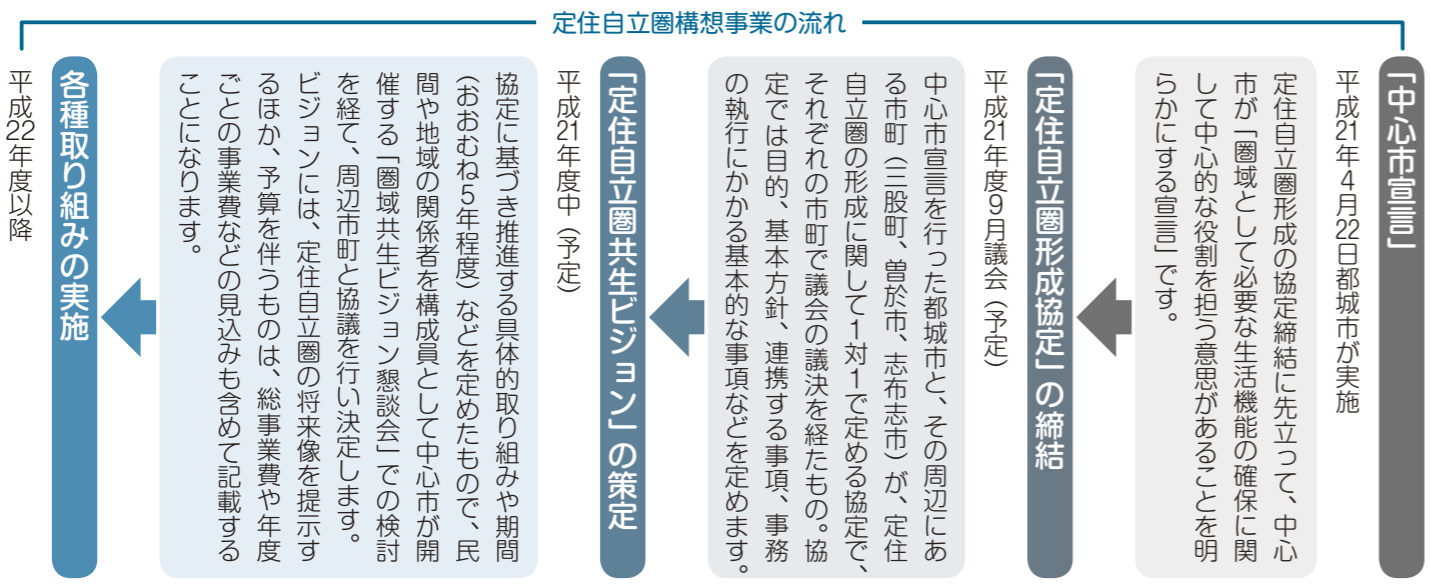 定住自立圏構想事業の流れ
「中心市宣言」
平成21年4月22日都城市が実施
定住自立圏形成の協定締結に先立って、中心
市が「圏域として必要な生活機能の確保に関
して中心的な役割を担う意思があることを明
らかにする宣言」です。
「定住自立圏形成協定」の締結
平成21年度9月議会（予定）
中心市宣言を行った都城市と、その周辺にあ
る市町（三股町、曽於市、志布志市）が、定住
自立圏の形成に関して1対1で定める協定で、
それぞれの市町で議会の議決を経たもの。協
定では目的、基本方針、連携する事項、事務
の執行にかかる基本的な事項などを定めます。
「定住自立圏共生ビジョン」の策定
平成21年度中（予定）
協定に基づき推進する具体的取り組みや期間
（おおむね5年程度）などを定めたもので、民
間や地域の関係者を構成員として中心市が開
催する「圏域共生ビジョン懇談会」での検討
を経て、周辺市町と協議を行い決定します。
ビジョンには、定住自立圏の将来像を提示す
るほか、予算を伴うものは、総事業費や年度
ごとの事業費などの見込みも含めて記載する
ことになります。
各種取り組みの実施
平成22年度以降